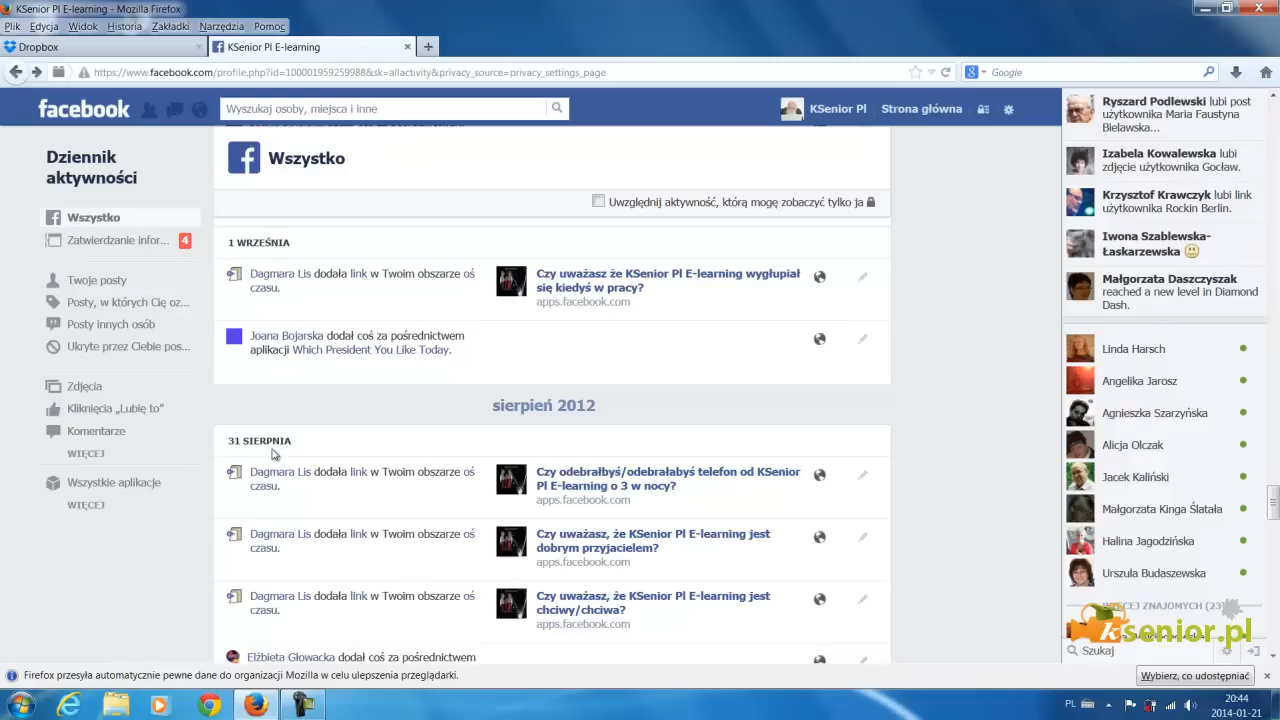 KSenior Pl E-learning - Mozilla Firefox
Plik Edycja Widok Historia Zakładki Narzędzia Pomoc
Dropbox
KSenior Pl E-learning
https://www.facebook.com/profile.php?id=100001959259988&sk=allactivity&privacy_source=privacy_settings_page
Google
facebook
Wyszukaj osoby, miejsca i inne
KSenior Pl
Strona główna
Dziennik
aktywności
Wszystko
Zatwierdzanie infor... 4
Twoje posty
Posty, w których Cię oz...
Posty innych osób
Ukryte przez Ciebie pos...
Zdjęcia
Kliknięcia „Lubię to”
Komentarze
WIĘCEJ
Wszystkie aplikacje
WIĘCEJ
Wszystko
Uwzględnij aktywność, którą mogę zobaczyć tylko ja
1 WRZEŚNIA
Dagmara Lis dodała link w Twoim obszarze oś
czasu.
Czy uważasz że KSenior Pl E-learning wygłupiał
się kiedyś w pracy?
apps.facebook.com
Joana Bojarska dodał coś za pośrednictwem
aplikacji Which President You Like Today.
sierpień 2012
31 SIERPNIA
Dagmara Lis dodała link w Twoim obszarze oś
czasu.
Czy odebrałbyś/odebrałabyś telefon od KSenior
Pl E-learning o 3 w nocy?
apps.facebook.com
Dagmara Lis dodała link w Twoim obszarze oś
czasu.
Czy uważasz, że KSenior Pl E-learning jest
dobrym przyjacielem?
apps.facebook.com
Dagmara Lis dodała link w Twoim obszarze oś
czasu.
Czy uważasz, że KSenior Pl E-learning jest
chciwy/chciwa?
apps.facebook.com
Elżbieta Głowacka dodał coś za pośrednictwem
Ryszard Podlewski lubi post
użytkownika Maria Faustyna
Bielawska...
Izabela Kowalewska lubi
zdjęcie użytkownika Gocław.
Krzysztof Krawczyk lubi link
użytkownika Rockin Berlin.
Iwona Szablewska-
Łaskarzewska
Małgorzata Daszczyszak
reached a new level in Diamond
Dash.
Linda Harsch
Angelika Jarosz
Agnieszka Szarzyńska
Alicja Olczak
Jacek Kaliński
Małgorzata Kinga Ślatała
Halina Jagodzińska
Urszula Budaszewska
WIĘCEJ ZNAJOMYCH (23)
ksenior.pl
Szukaj
Firefox przesyła automatycznie pewne dane do organizacji Mozilla w celu ulepszenia przeglądarki.
Wybierz, co udostępniać
PL
20:44
2014-01-21